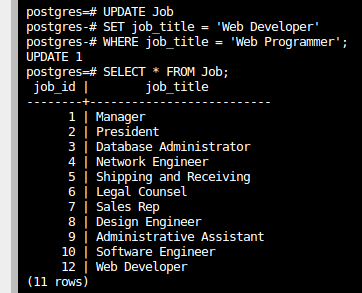 postgres=# UPDATE Job
postgres-# SET job_title = 'Web Developer'
postgres-# WHERE job_title = 'Web Programmer';
UPDATE 1
postgres=# SELECT * FROM Job;
 job_id |        job_title
--------+--------------------------
      1 | Manager
      2 | President
      3 | Database Administrator
      4 | Network Engineer
      5 | Shipping and Receiving
      6 | Legal Counsel
      7 | Sales Rep
      8 | Design Engineer
      9 | Administrative Assistant
     10 | Software Engineer
     12 | Web Developer
(11 rows)